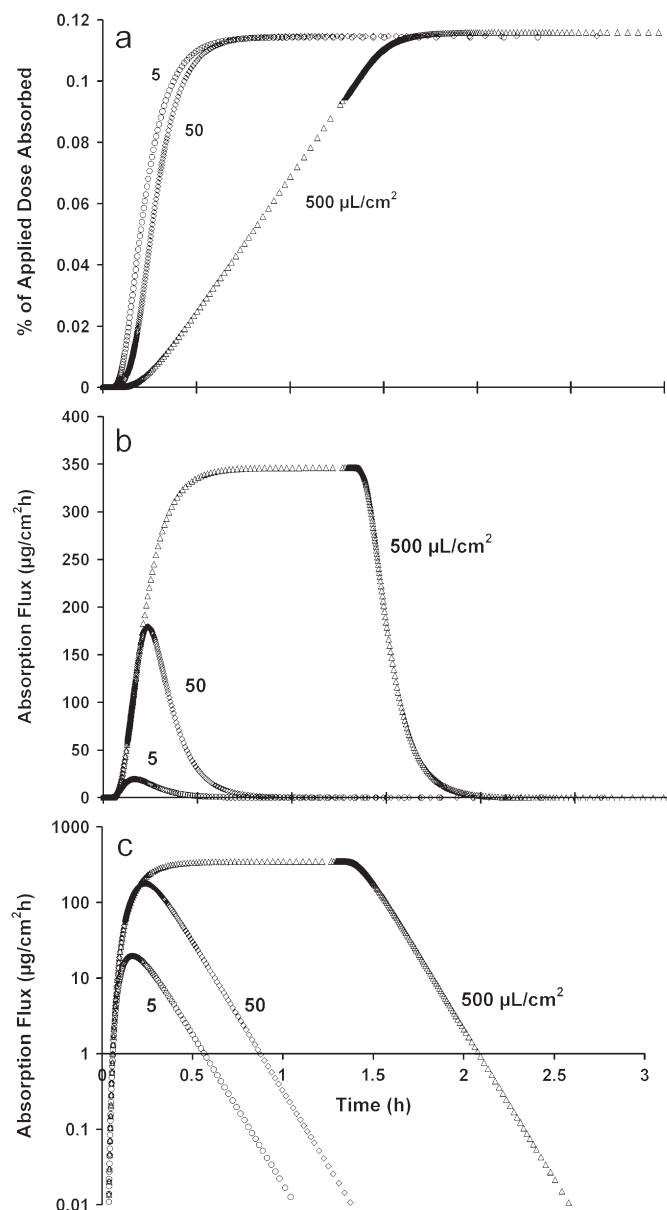 a
0.12
0.1
0.08
0.06
0.04
0.02
0
% of Applied Dose Absorbed
5
50
500 µL/cm²
b
400
350
300
250
200
150
100
50
0
Absorption Flux (µg/cm²h)
500 µL/cm²
50
5
c
1000
100
10
1
0.1
0.01
Absorption Flux (µg/cm²h)
5
50
500 µL/cm²
0 0.5 1 1.5 2 2.5 3
Time (h)